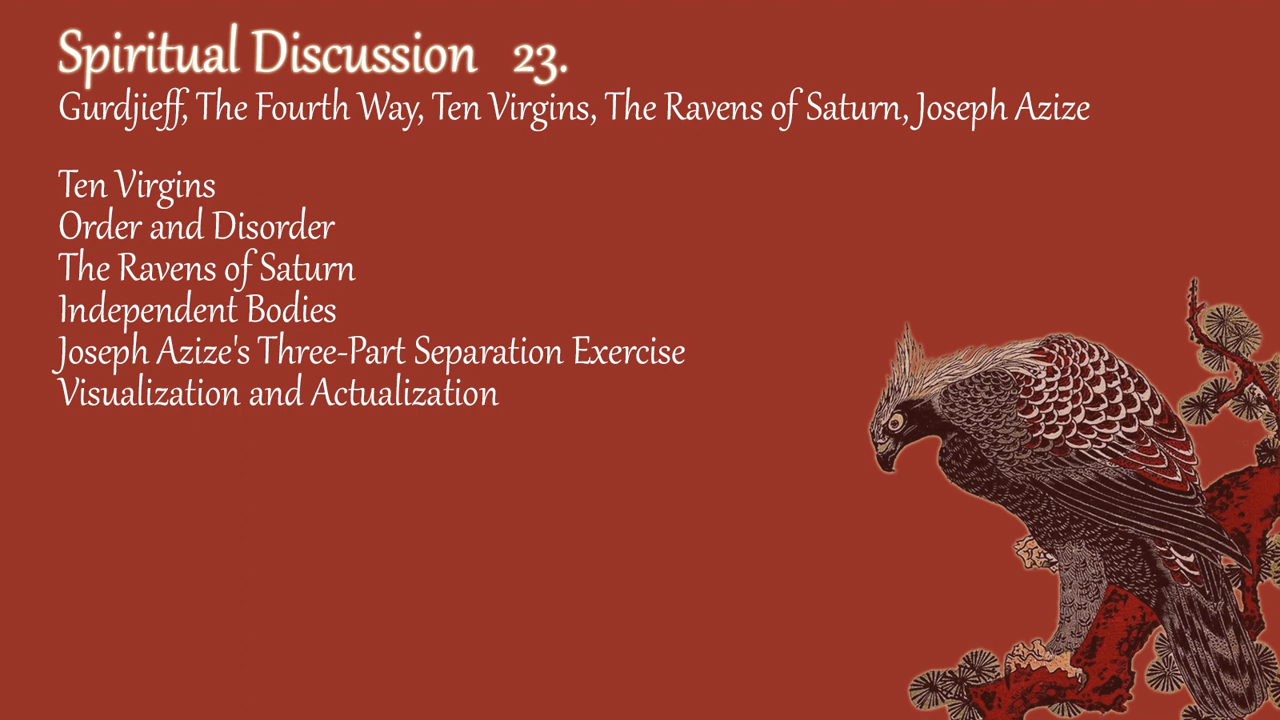 Spiritual Discussion 23.
Gurdjieff, The Fourth Way, Ten Virgins, The Ravens of Saturn, Joseph Azize
Ten Virgins
Order and Disorder
The Ravens of Saturn
Independent Bodies
Joseph Azize's Three-Part Separation Exercise
Visualization and Actualization